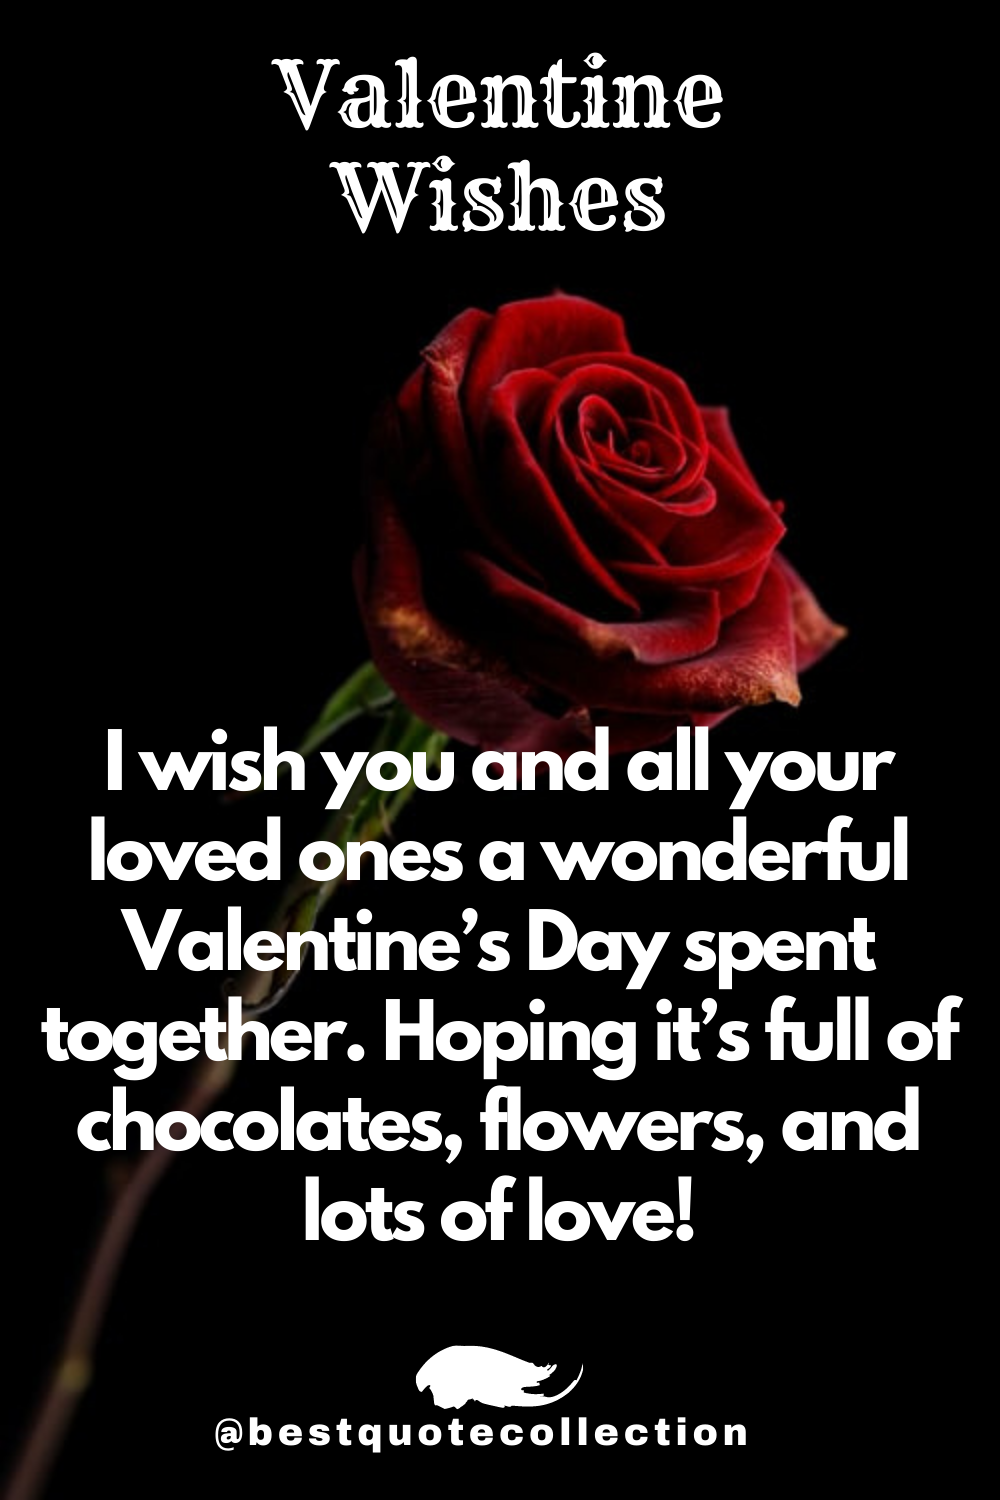 Valentine
Wishes
I wish you and all your
loved ones a wonderful
Valentine’s Day spent
together. Hoping it’s full of
chocolates, flowers, and
lots of love!
@bestquotecollection